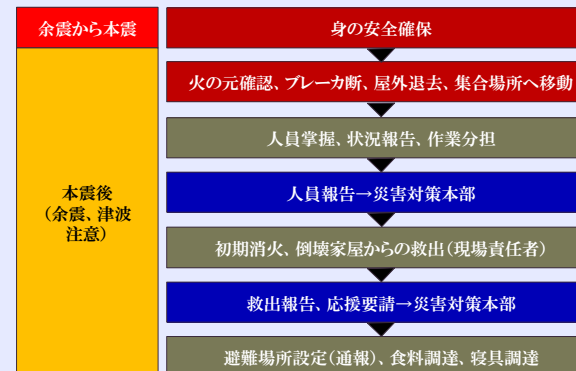 余震から本震
身の安全確保
火の元確認、ブレーカ断、屋外退去、集合場所へ移動
人員掌握、状況報告、作業分担
本震後
(余震、津波
注意)
人員報告→災害対策本部
初期消火、倒壊家屋からの救出(現場責任者)
救出報告、応援要請→災害対策本部
避難場所設定(通報)、食料調達、寝具調達